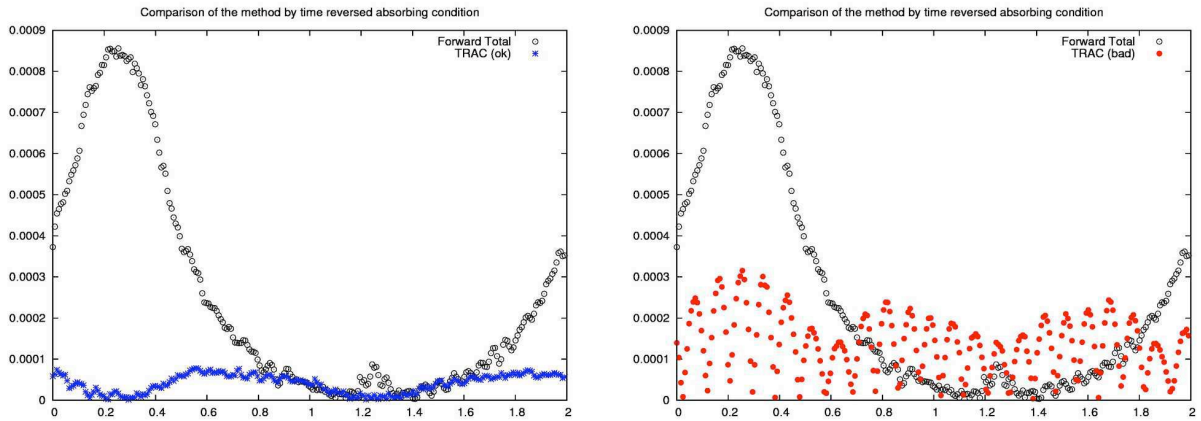 Comparison of the method by time reversed absorbing condition
0.0009
0.0008
0.0007
0.0006
0.0005
0.0004
0.0003
0.0002
0.0001
0
Forward Total
TRAC (ok)
0 0.2 0.4 0.6 0.8 1 1.2 1.4 1.6 1.8 2
Comparison of the method by time reversed absorbing condition
0.0009
0.0008
0.0007
0.0006
0.0005
0.0004
0.0003
0.0002
0.0001
0
Forward Total
TRAC (bad)
0 0.2 0.4 0.6 0.8 1 1.2 1.4 1.6 1.8 2